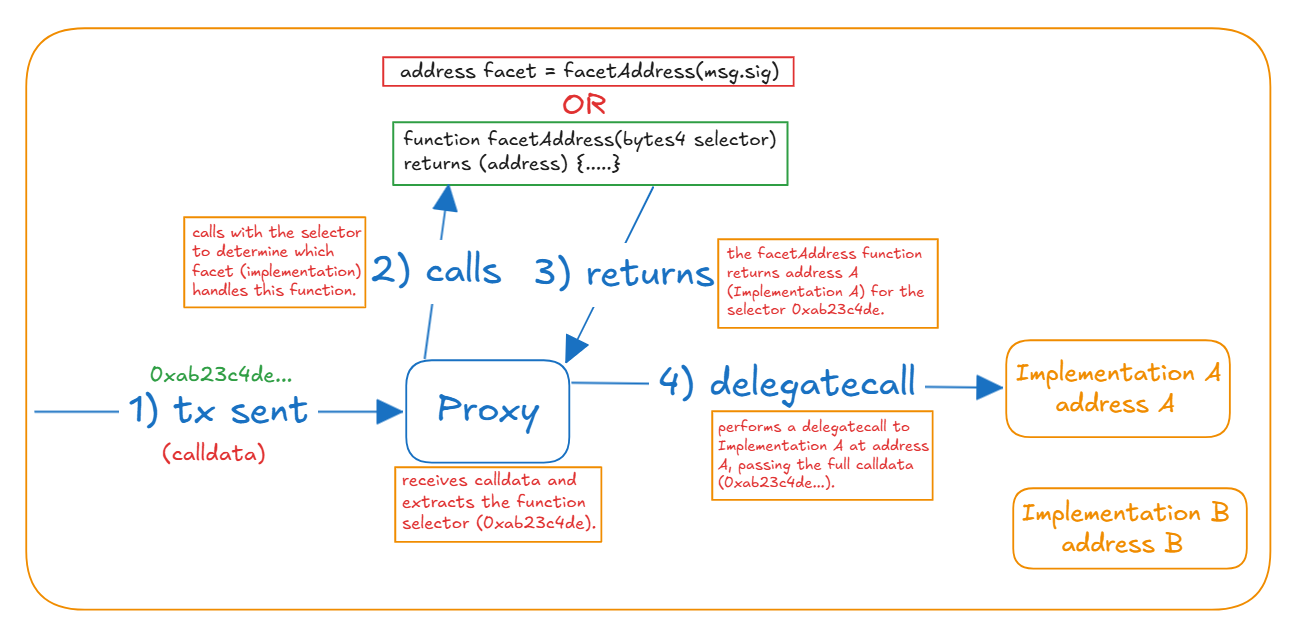 address facet = facetAddress(msg.sig)
OR
function facetAddress(bytes4 selector)
returns (address) {.....}
calls with the selector
to determine which
facet (implementation)
handles this function.
2) calls
3) returns
the facetAddress function
returns address A
(Implementation A) for the
selector 0xab23c4de.
0xab23c4de...
1) tx sent
(calldata)
Proxy
receives calldata and
extracts the function
selector (0xab23c4de).
4) delegatecall
performs a delegatecall to
Implementation A at address
A, passing the full calldata
(0xab23c4de...).
Implementation A
address A
Implementation B
address B